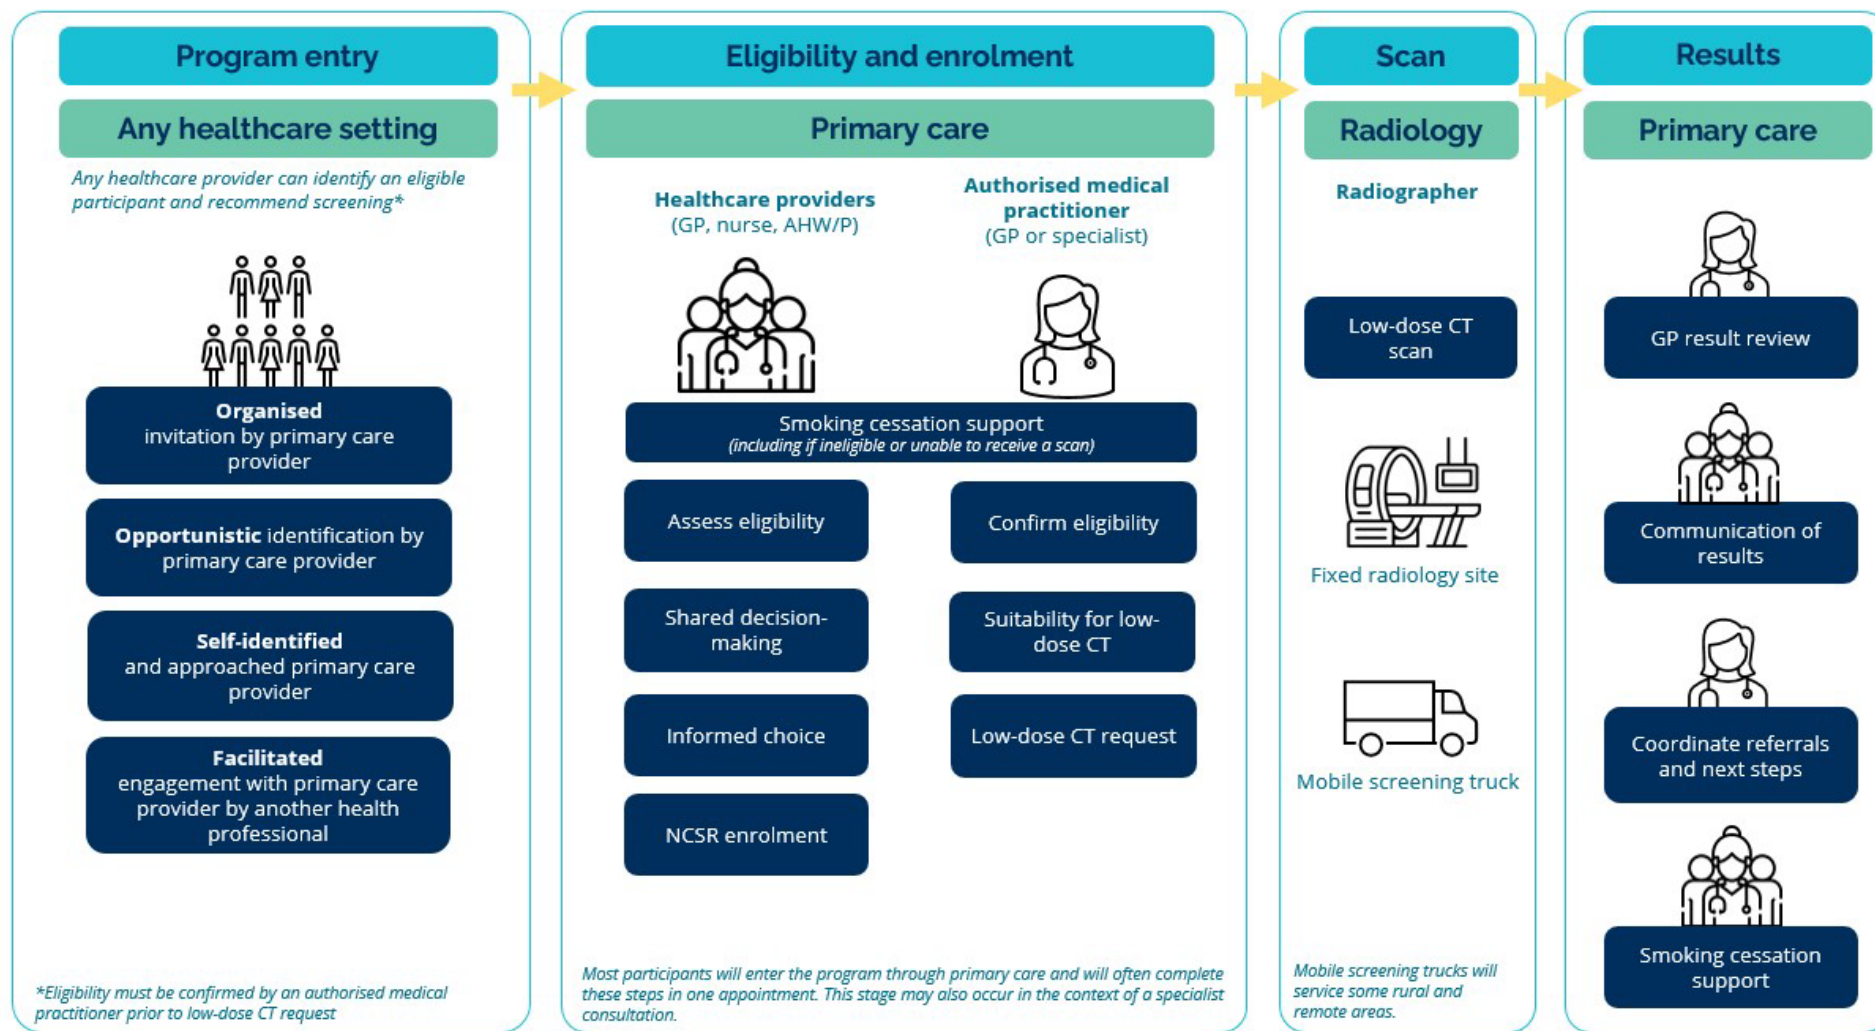 Program entry
Any healthcare setting
Any healthcare provider can identify an eligible
participant and recommend screening*
Organised
invitation by primary care
provider
Opportunistic identification by
primary care provider
Self-identified
and approached primary care
provider
Facilitated
engagement with primary care
provider by another health
professional
*Eligibility must be confirmed by an authorised medical
practitioner prior to low-dose CT request
Eligibility and enrolment
Primary care
Healthcare providers
(GP, nurse, AHW/P)
Authorised medical
practitioner
(GP or specialist)
Smoking cessation support
(including if ineligible or unable to receive a scan)
Assess eligibility
Shared decision-
making
Informed choice
NCSR enrolment
Confirm eligibility
Suitability for low-
dose CT
Low-dose CT request
Most participants will enter the program through primary care and will often complete
these steps in one appointment. This stage may also occur in the context of a specialist
consultation.
Scan
Radiology
Radiographer
Low-dose CT
scan
Fixed radiology site
Mobile screening truck
Mobile screening trucks will
service some rural and
remote areas.
Results
Primary care
GP result review
Communication of
results
Coordinate referrals
and next steps
Smoking cessation
support